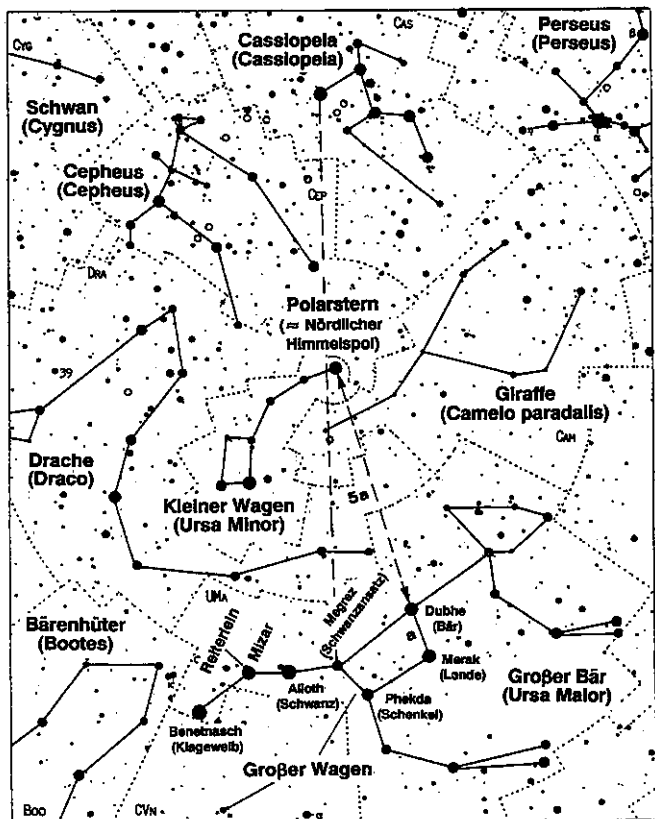 CYG
CAS
Cassiopeia
(Cassiopeia)
Perseus
(Perseus)
Schwan
(Cygnus)
Cepheus
(Cepheus)
CEP
DRA
Polarstern
(≈ Nördlicher
Himmelspol)
39
Giraffe
(Camelo paradalis)
CAM
Drache
(Draco)
Kleiner Wagen
(Ursa Minor)
5a
UMA
Megrez
(Schwanzansatz)
Dubhe
(Bär)
a
Bärenhüter
(Bootes)
Reiterlein
Mizar
Alioth
(Schwanz)
Merak
(Lende)
Phekda
(Schenkel)
Großer Bär
(Ursa Maior)
Benetnasch
(Klageweib)
Großer Wagen
BOO
CVN
α